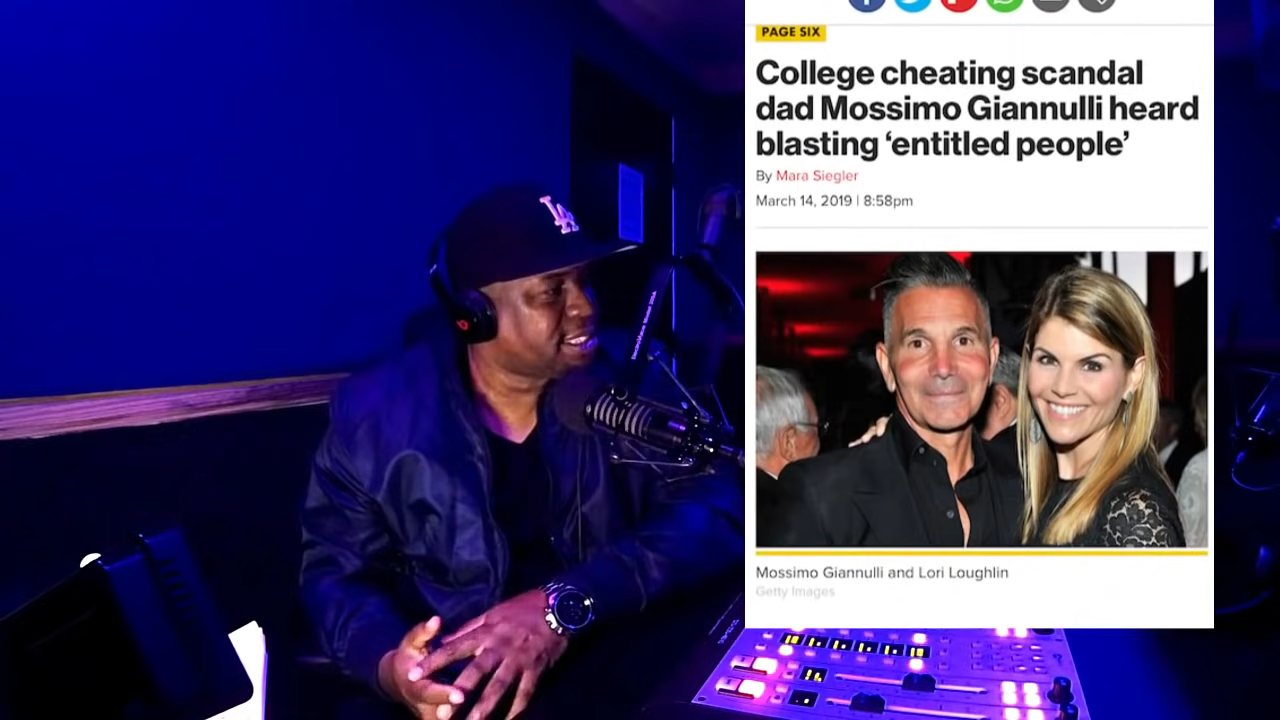 PAGE SIX
College cheating scandal
dad Mossimo Giannulli heard
blasting ‘entitled people’
By Mara Siegler
March 14, 2019 | 8:58pm
Mossimo Giannulli and Lori Loughlin
Getty Images
LA